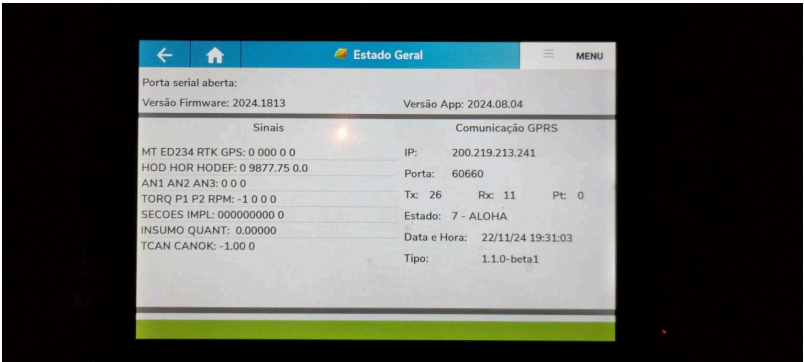 Estado Geral
MENU
Porta serial aberta:
Versão Firmware: 2024.1813
Versão App: 2024.08.04
Sinais
MT ED234 RTK GPS: 0 000 0 0
HOD HOR HODEF: 0 9877.75 0.0
AN1 AN2 AN3: 0 0 0
TORQ P1 P2 RPM: -1 0 0 0
SECOES IMPL: 000000000 0
INSUMO QUANT: 0.00000
TCAN CANOK: -1.00 0
Comunicação GPRS
IP: 200.219.213.241
Porta: 60660
Tx: 26 Rx: 11 Pt: 0
Estado: 7 - ALOHA
Data e Hora: 22/11/24 19:31:03
Tipo: 1.1.0-beta1